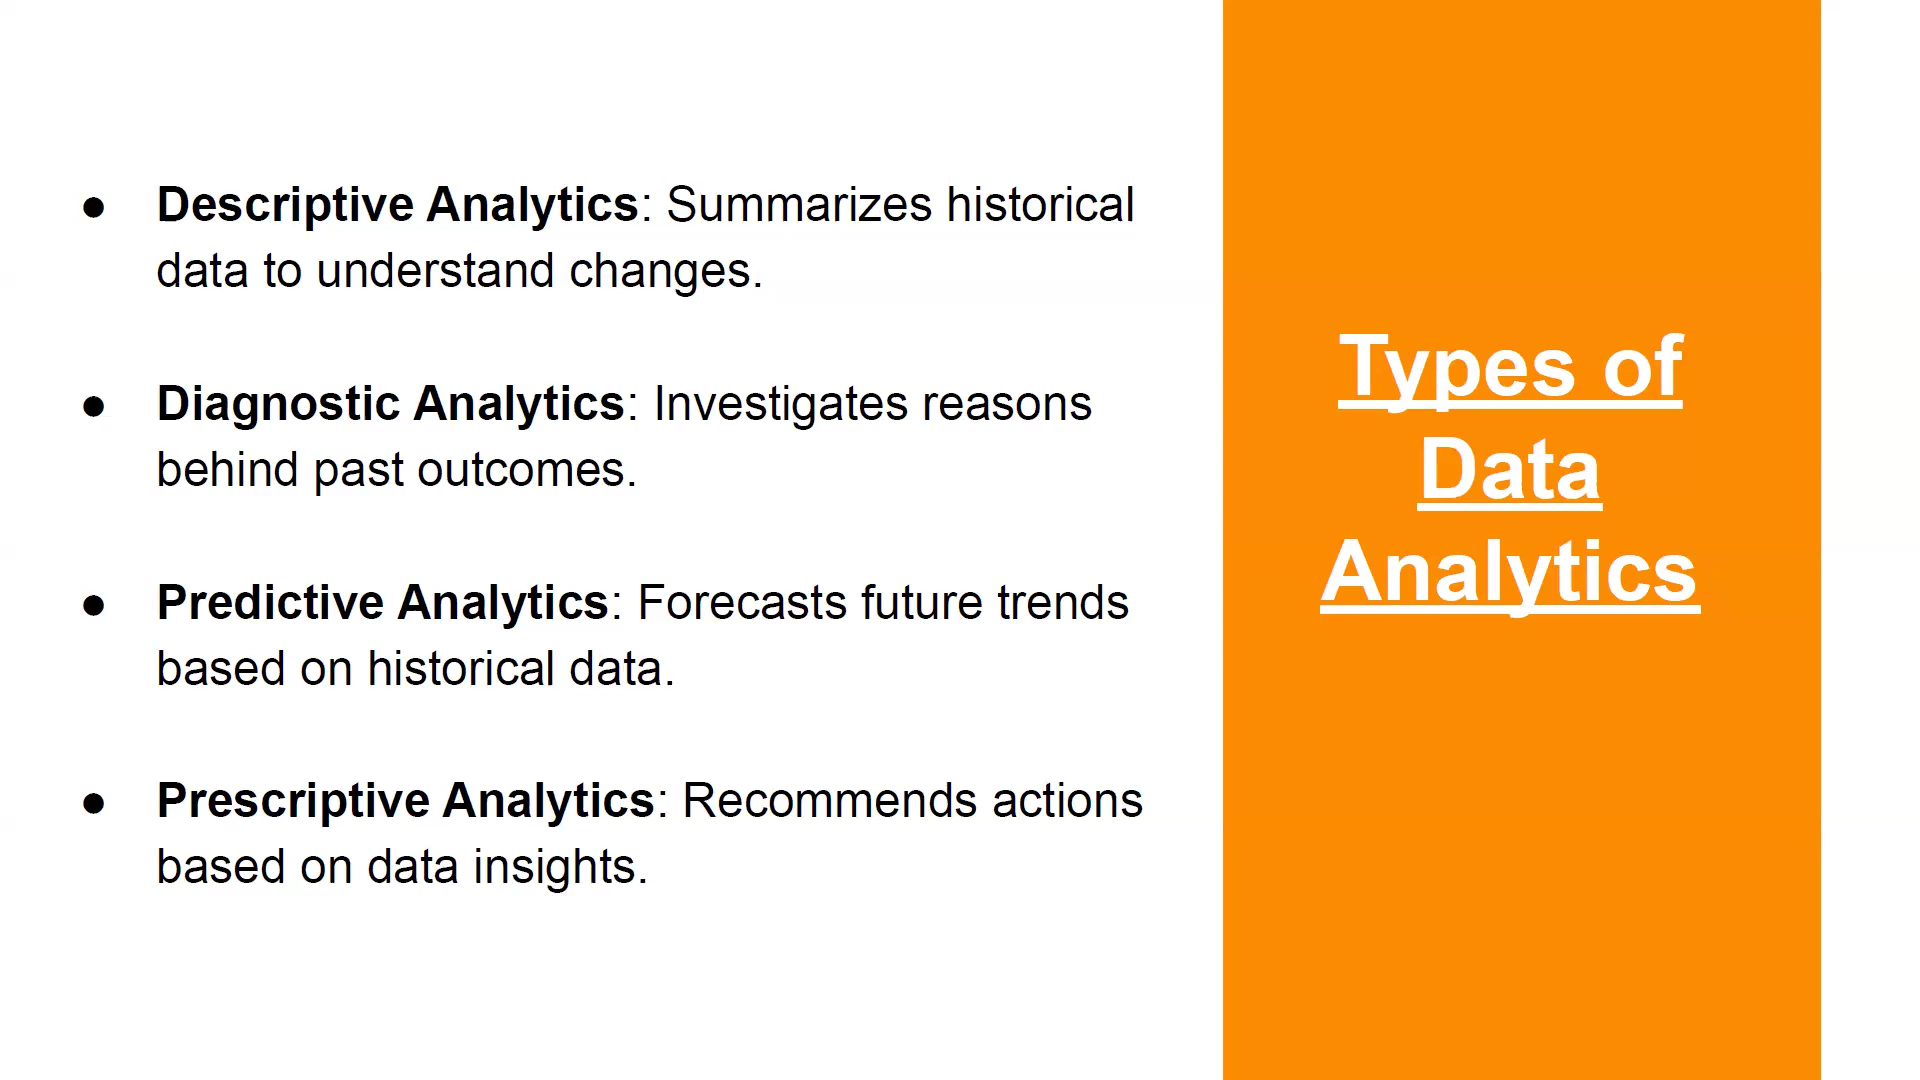 ● Descriptive Analytics: Summarizes historical
data to understand changes.
● Diagnostic Analytics: Investigates reasons
behind past outcomes.
● Predictive Analytics: Forecasts future trends
based on historical data.
● Prescriptive Analytics: Recommends actions
based on data insights.
Types of
Data
Analytics